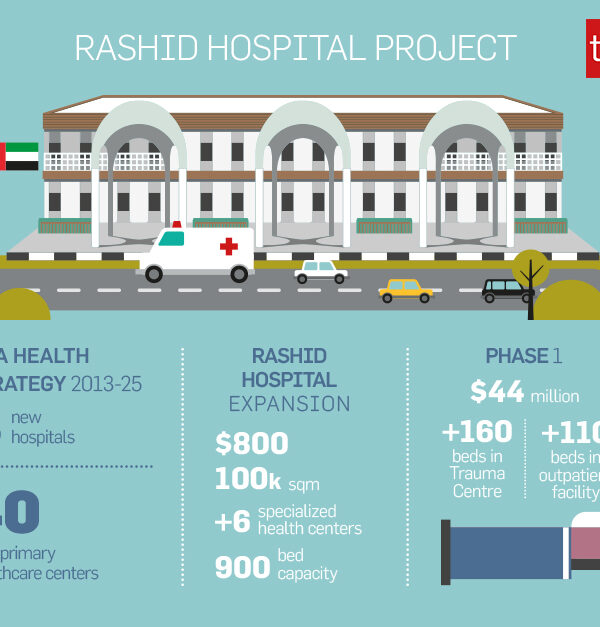 RASHID HOSPITAL PROJECT
t
A HEALTH
RATEGY 2013-25
new
hospitals
primary
thcare centers
RASHID
HOSPITAL
EXPANSION
$800
100k sqm
+6 specialized
health centers
900 bed
capacity
PHASE 1
$44 million
+160
beds in
Trauma
Centre
+110
beds in
outpatien
facility